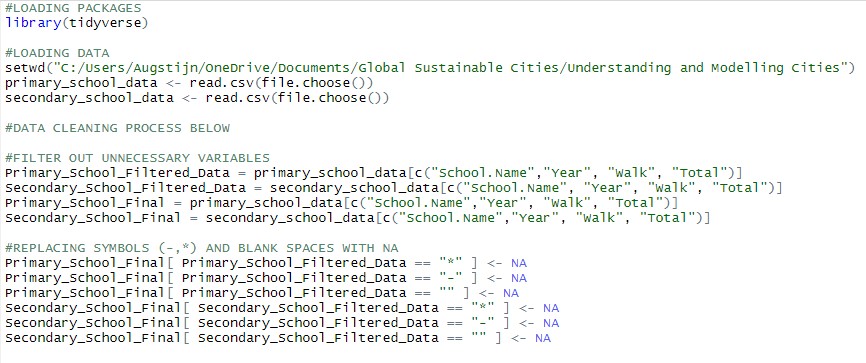 #LOADING PACKAGES
library(tidyverse)
#LOADING DATA
setwd("C:/Users/Augstijn/OneDrive/Documents/Global Sustainable Cities/Understanding and Modelling Cities")
primary_school_data <- read.csv(file.choose())
secondary_school_data <- read.csv(file.choose())
#DATA CLEANING PROCESS BELOW
#FILTER OUT UNNECESSARY VARIABLES
Primary_School_Filtered_Data = primary_school_data[c("School.Name","Year", "Walk", "Total")]
Secondary_School_Filtered_Data = secondary_school_data[c("School.Name", "Year", "Walk", "Total")]
Primary_School_Final = primary_school_data[c("School.Name","Year", "Walk", "Total")]
Secondary_School_Final = secondary_school_data[c("School.Name","Year", "Walk", "Total")]
#REPLACING SYMBOLS (-,*) AND BLANK SPACES WITH NA
Primary_School_Final[ Primary_School_Filtered_Data == "*" ] <- NA
Primary_School_Final[ Primary_School_Filtered_Data == "-" ] <- NA
Primary_School_Final[ Primary_School_Filtered_Data == "" ] <- NA
Secondary_School_Final[ Secondary_School_Filtered_Data == "*" ] <- NA
Secondary_School_Final[ Secondary_School_Filtered_Data == "-" ] <- NA
Secondary_School_Final[ Secondary_School_Filtered_Data == "" ] <- NA